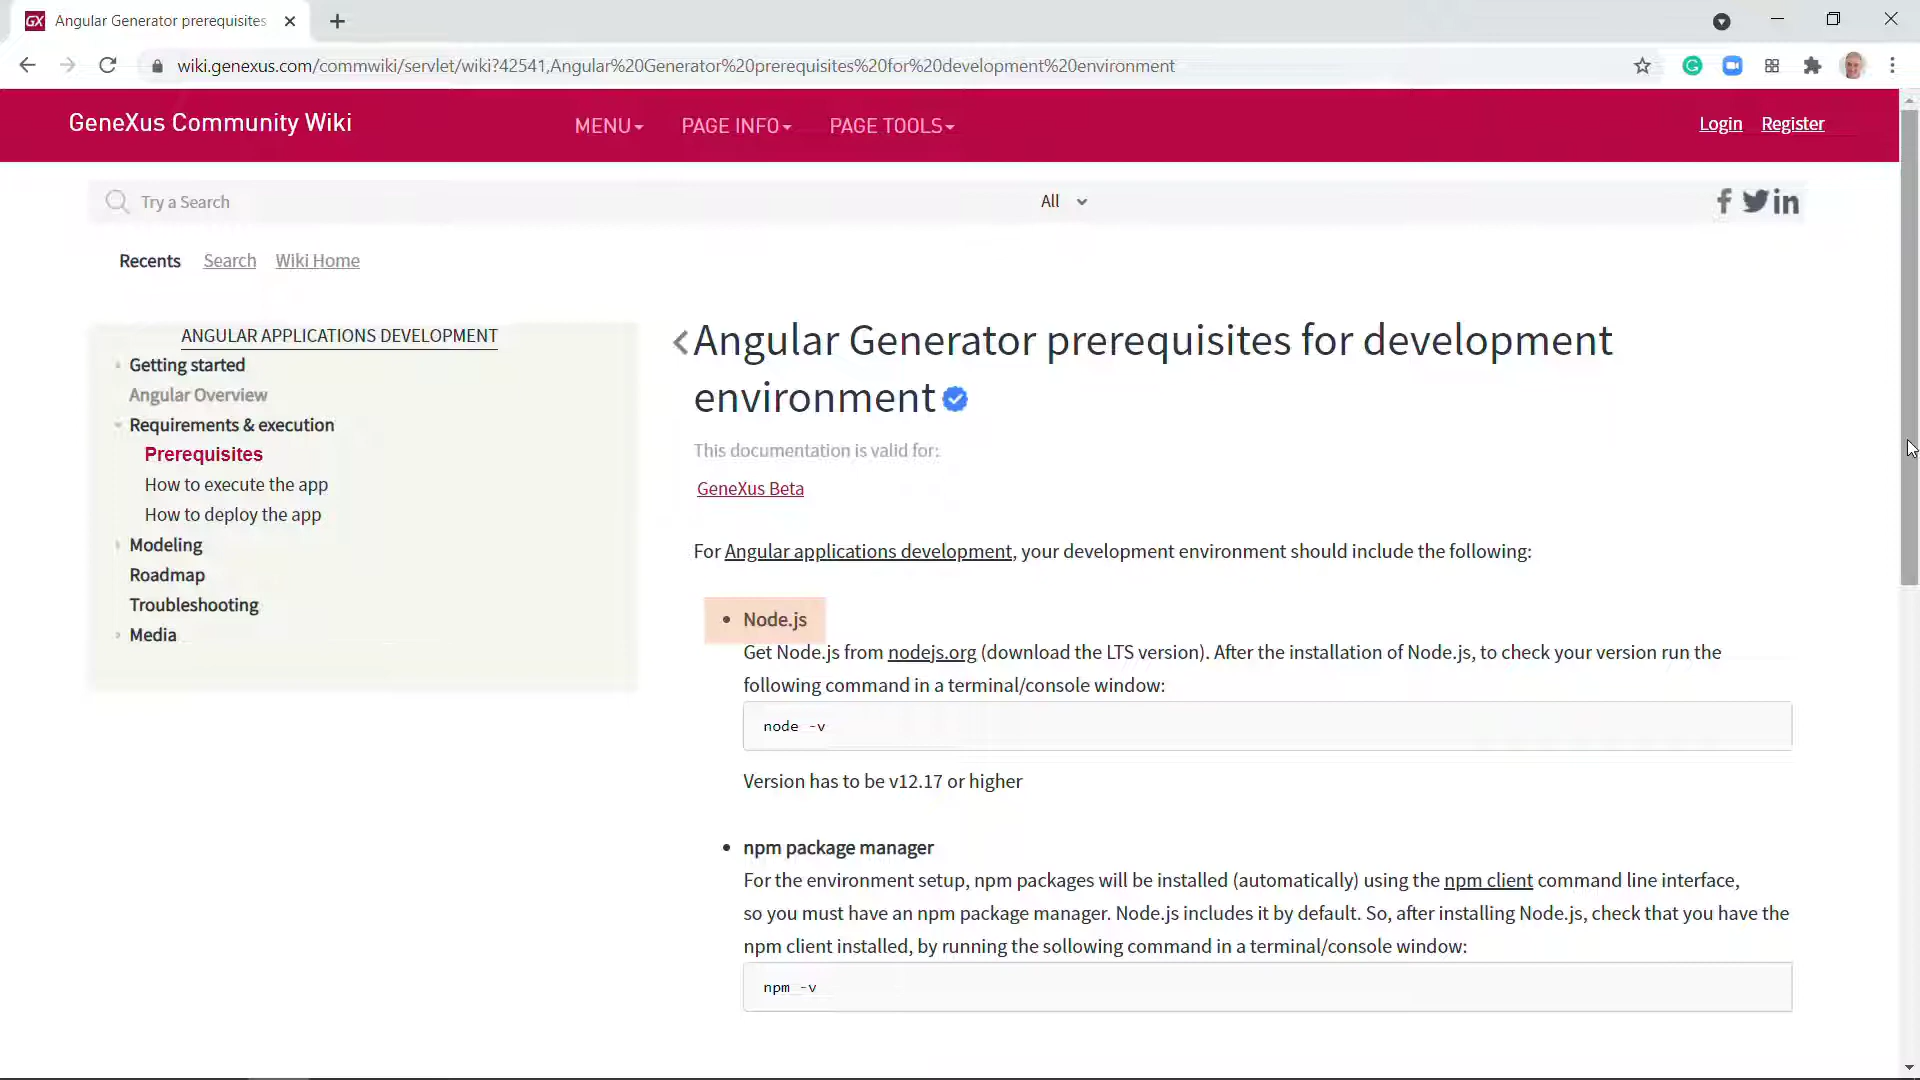 GX Angular Generator prerequisites
wiki.genexus.com/commwiki/servlet/wiki?42541,Angular%20Generator%20prerequisites%20for%20development%20environment
GeneXus Community Wiki
MENU PAGE INFO PAGE TOOLS
Login Register
Try a Search
All
Recents Search Wiki Home
ANGULAR APPLICATIONS DEVELOPMENT
Getting started
Angular Overview
Requirements & execution
Prerequisites
How to execute the app
How to deploy the app
Modeling
Roadmap
Troubleshooting
Media
Angular Generator prerequisites for development
environment
This documentation is valid for:
GeneXus Beta
For Angular applications development, your development environment should include the following:
• Node.js
Get Node.js from nodejs.org (download the LTS version). After the installation of Node.js, to check your version run the
following command in a terminal/console window:
node -v
Version has to be v12.17 or higher
• npm package manager
For the environment setup, npm packages will be installed (automatically) using the npm client command line interface,
so you must have an npm package manager. Node.js includes it by default. So, after installing Node.js, check that you have the
npm client installed, by running the sollowing command in a terminal/console window:
npm -v